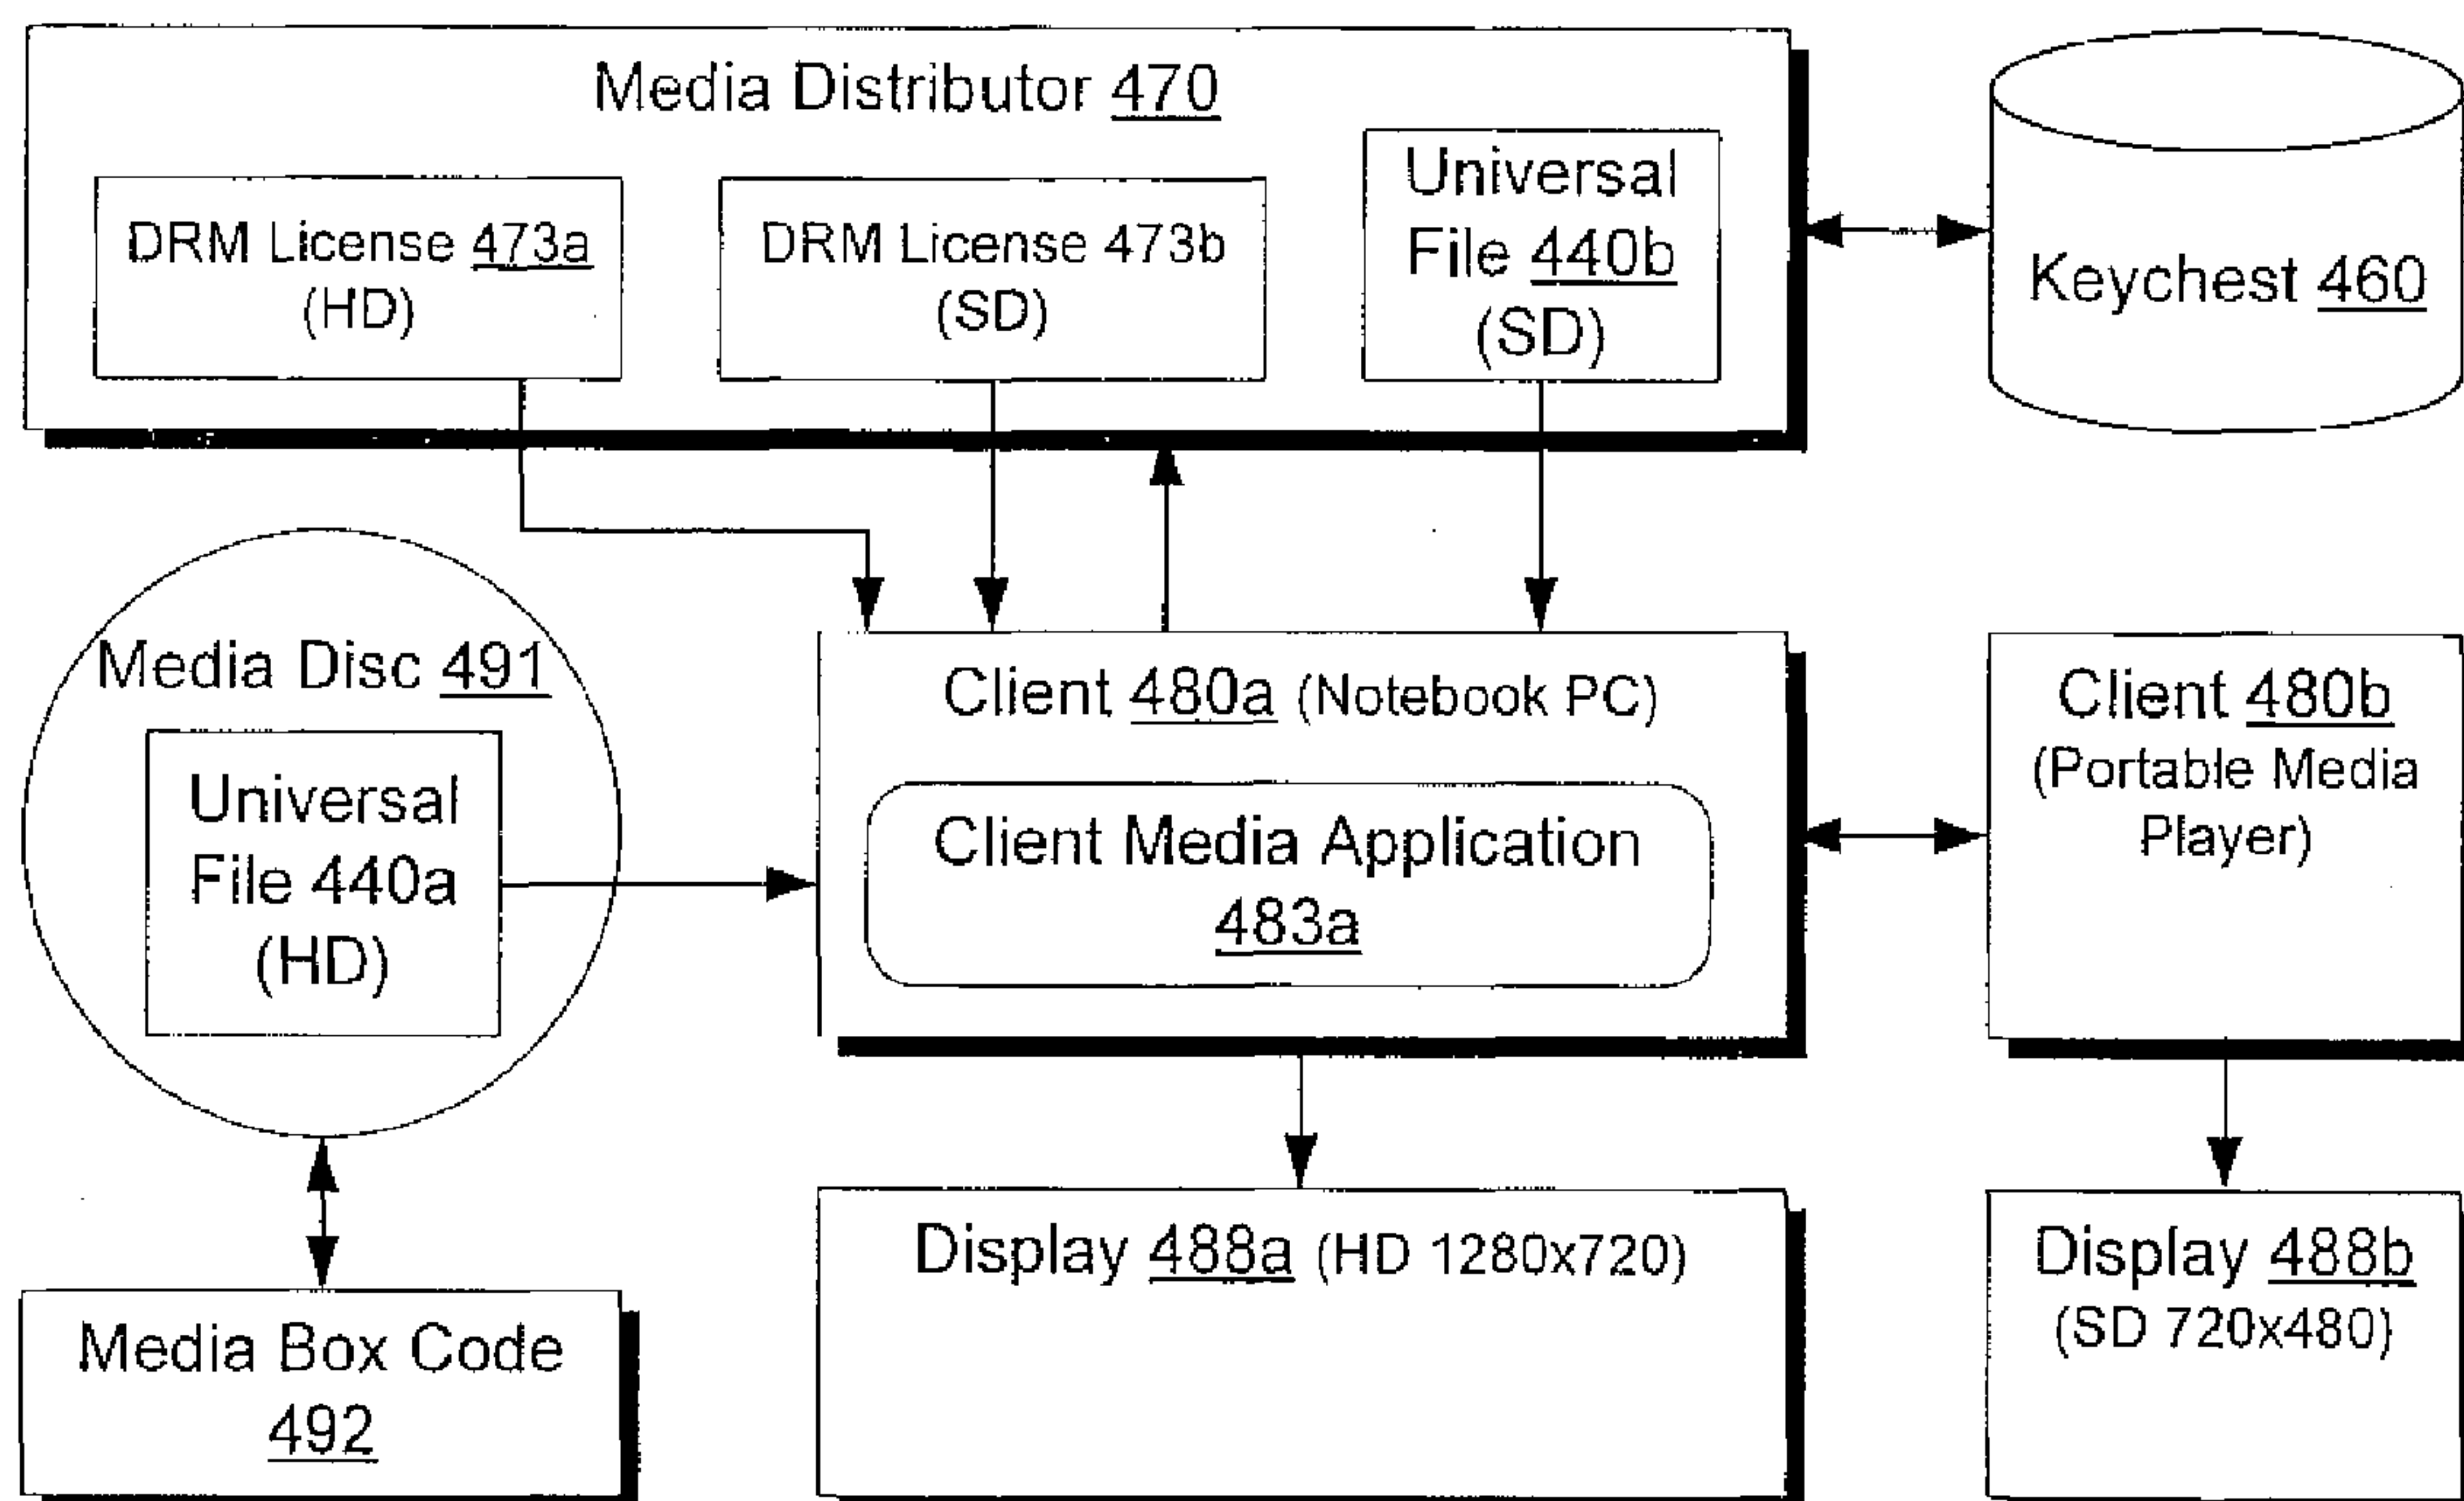 Media Distributor 470
DRM License 473a
(HD)
DRM License 473b
(SD)
Universal
File 440b
(SD)
Keychest 460
Media Disc 491
Universal
File 440a
(HD)
Client 480a (Notebook PC)
Client Media Application
483a
Client 480b
(Portable Media
Player)
Media Box Code
492
Display 488a (HD 1280x720)
Display 488b
(SD 720x480)